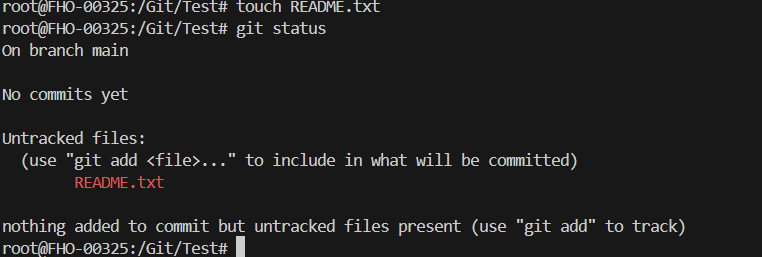 root@FHO-00325:/Git/Test# touch README.txt
root@FHO-00325:/Git/Test# git status
On branch main
No commits yet
Untracked files:
  (use "git add <file>..." to include in what will be committed)
        README.txt
nothing added to commit but untracked files present (use "git add" to track)
root@FHO-00325:/Git/Test#